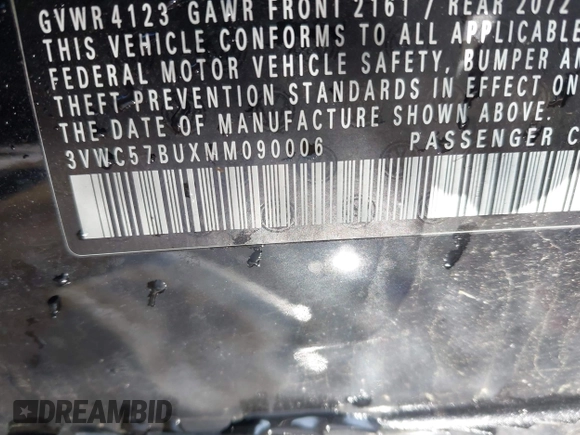 GVWR 4123 GAWR FRONT 2161 / REAR 2072
THIS VEHICLE CONFORMS TO ALL APPLICABLE
FEDERAL MOTOR VEHICLE SAFETY, BUMPER AN
THEFT PREVENTION STANDARDS IN EFFECT ON
THE DATE OF MANUFACTURE SHOWN ABOVE.
3VWC57BUXMM090006 PASSENGER C
DREAMBID